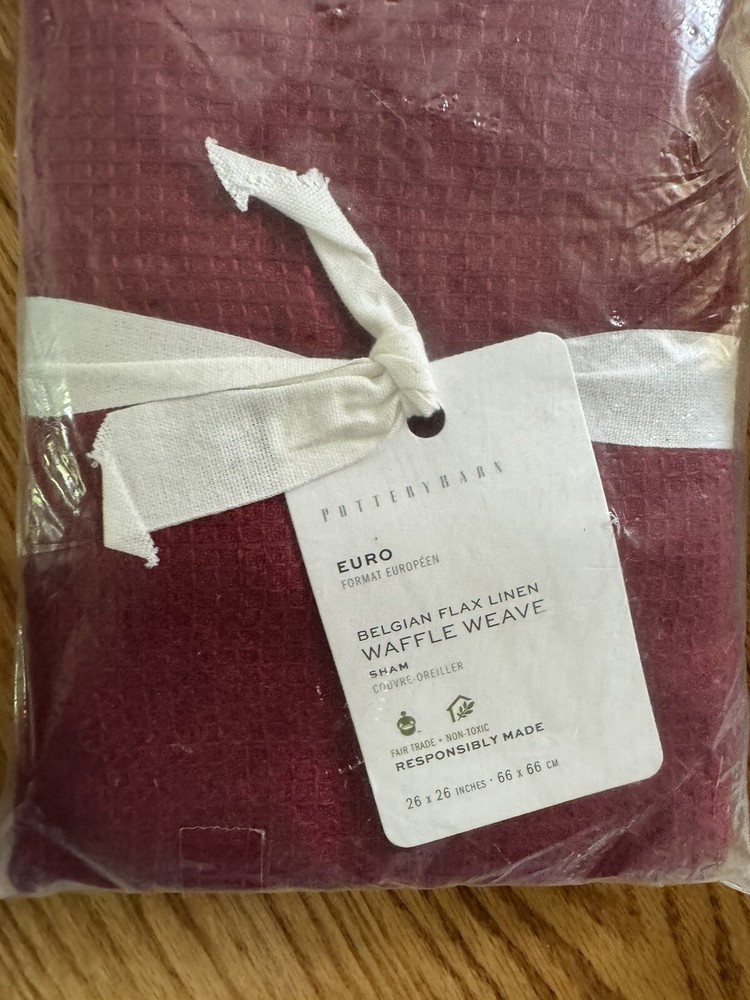 POTTERYBARN
EURO
FORMAT EUROPÉEN
BELGIAN FLAX LINEN
WAFFLE WEAVE
SHAM
COUVRE-OREILLER
FAIR TRADE • NON-TOXIC
RESPONSIBLY MADE
26 x 26 INCHES · 66 x 66 CM